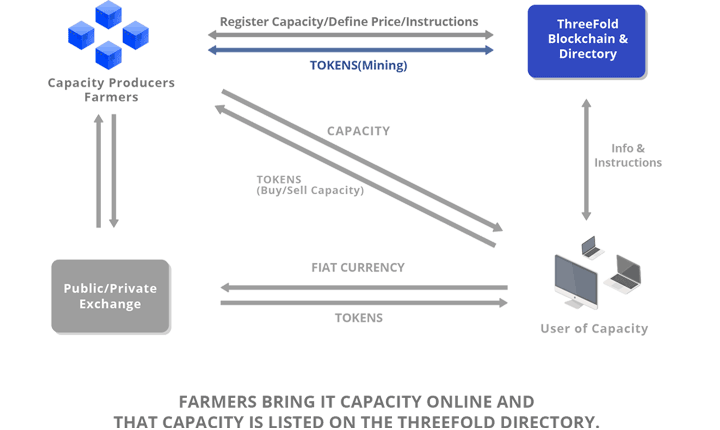 Register Capacity/Define Price/Instructions
TOKENS(Mining)
ThreeFold
Blockchain &
Directory
Capacity Producers
Farmers
CAPACITY
TOKENS
(Buy/Sell Capacity)
Info &
Instructions
Public/Private
Exchange
FIAT CURRENCY
TOKENS
User of Capacity
FARMERS BRING IT CAPACITY ONLINE AND
THAT CAPACITY IS LISTED ON THE THREEFOLD DIRECTORY.